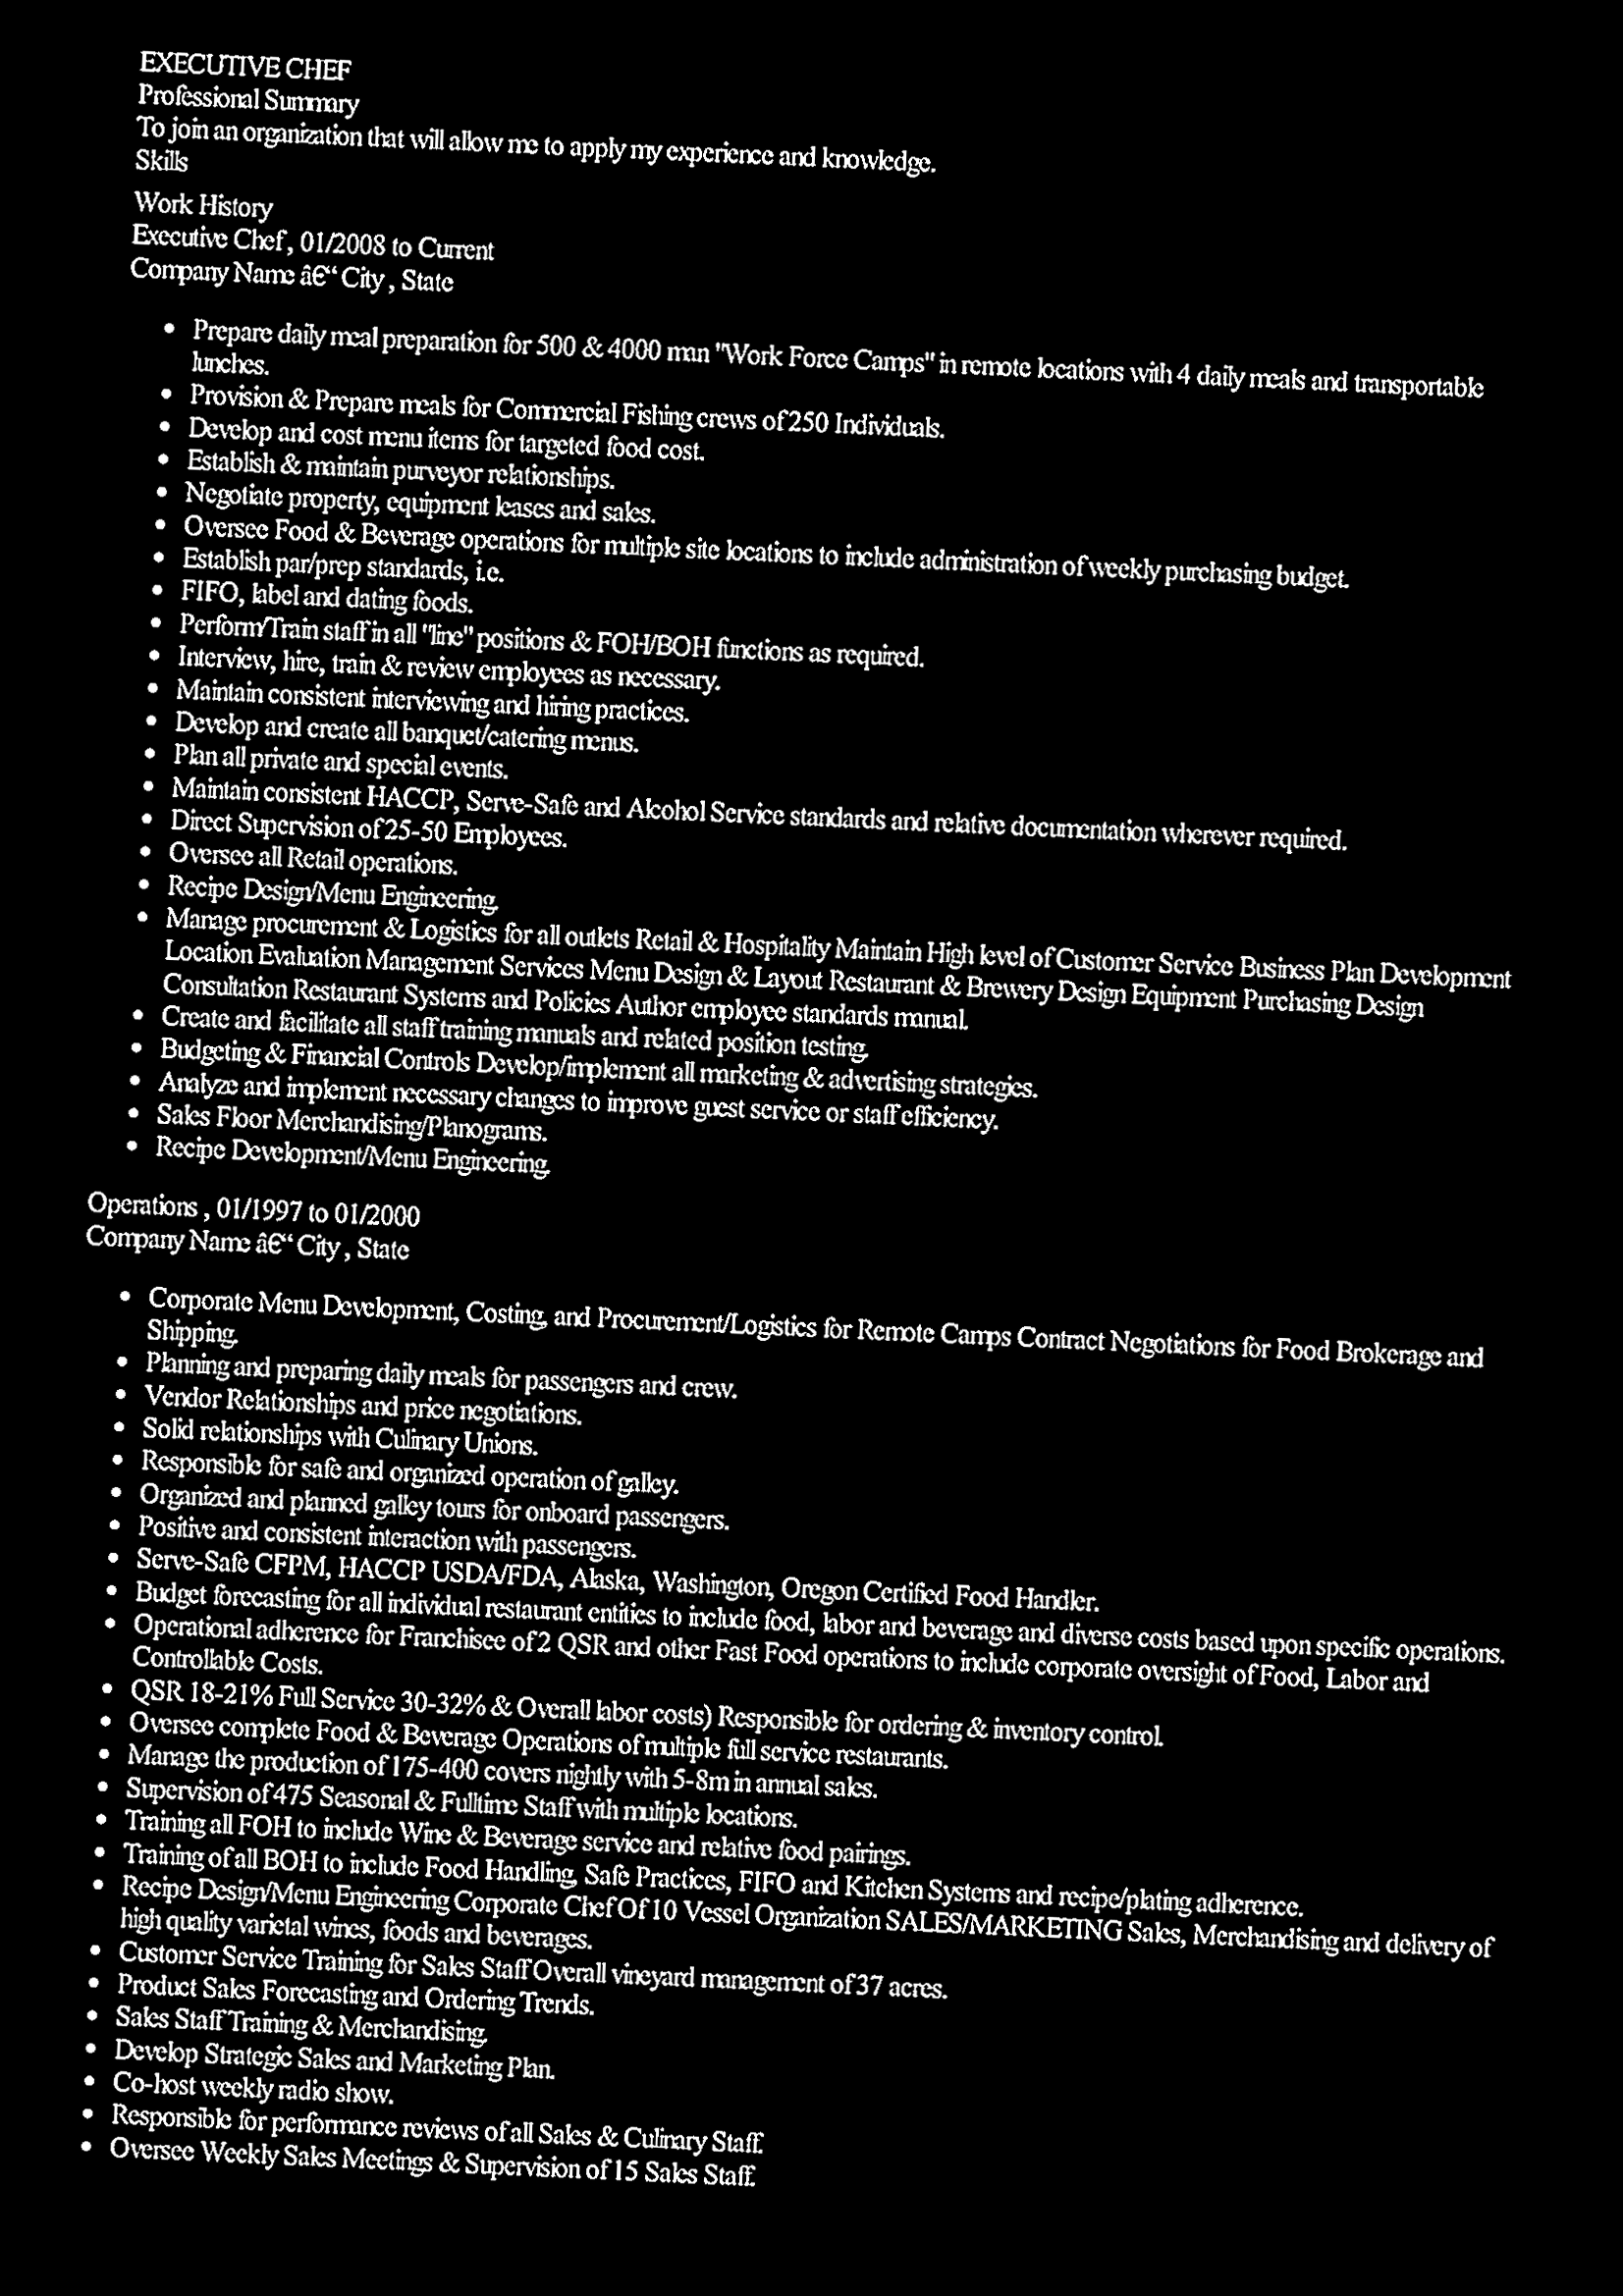 EXECUTIVE CHEF
Professional Summary
To join an organization that will allow me to apply my experience and knowledge.
Skills
Work History
Executive Chef , 01/2008 to Current
Company Name â€“ City , State
• Prepare daily meal preparation for 500 & 4000 man "Work Force Camps" in remote locations with 4 daily meals and transportable
lunches.
• Provision & Prepare meals for Commercial Fishing crews of 250 Individuals.
• Develop and cost menu items for targeted food cost.
• Establish & maintain purveyor relationships.
• Negotiate property, equipment leases and sales.
• Oversee Food & Beverage operations for multiple site locations to include administration of weekly purchasing budget.
• Establish par/prep standards, i.e.
• FIFO, label and dating foods.
• Perform/Train staff in all "line" positions & FOH/BOH functions as required.
• Interview, hire, train & review employees as necessary.
• Maintain consistent interviewing and hiring practices.
• Develop and create all banquet/catering menus.
• Plan all private and special events.
• Maintain consistent HACCP, Serve-Safe and Alcohol Service standards and relative documentation wherever required.
• Direct Supervision of 25-50 Employees.
• Oversee all Retail operations.
• Recipe Design/Menu Engineering.
• Manage procurement & Logistics for all outlets Retail & Hospitality Maintain High level of Customer Service Business Plan Development
Location Evaluation Management Services Menu Design & Layout Restaurant & Brewery Design Equipment Purchasing Design
Consultation Restaurant Systems and Policies Author employee standards manual.
• Create and facilitate all staff training manuals and related position testing.
• Budgeting & Financial Controls Develop/implement all marketing & advertising strategies.
• Analyze and implement necessary changes to improve guest service or staff efficiency.
• Sales Floor Merchandising/Planograms.
• Recipe Development/Menu Engineering.
Operations , 01/1997 to 01/2000
Company Name â€“ City , State
• Corporate Menu Development, Costing, and Procurement/Logistics for Remote Camps Contract Negotiations for Food Brokerage and
Shipping.
• Planning and preparing daily meals for passengers and crew.
• Vendor Relationships and price negotiations.
• Solid relationships with Culinary Unions.
• Responsible for safe and organized operation of galley.
• Organized and planned galley tours for onboard passengers.
• Positive and consistent interaction with passengers.
• Serve-Safe CFPM, HACCP USDA/FDA, Alaska, Washington, Oregon Certified Food Handler.
• Budget forecasting for all individual restaurant entities to include food, labor and beverage and diverse costs based upon specific operations.
• Operational adherence for Franchisee of 2 QSR and other Fast Food operations to include corporate oversight of Food, Labor and
Controllable Costs.
• QSR 18-21% Full Service 30-32% & Overall labor costs) Responsible for ordering & inventory control.
• Oversee complete Food & Beverage Operations of multiple full service restaurants.
• Manage the production of 175-400 covers nightly with 5-8m in annual sales.
• Supervision of 475 Seasonal & Fulltime Staff with multiple locations.
• Training all FOH to include Wine & Beverage service and relative food pairings.
• Training of all BOH to include Food Handling, Safe Practices, FIFO and Kitchen Systems and recipe/plating adherence.
• Recipe Design/Menu Engineering Corporate Chef Of 10 Vessel Organization SALES/MARKETING Sales, Merchandising and delivery of
high quality varietal wines, foods and beverages.
• Customer Service Training for Sales Staff Overall vineyard management of 37 acres.
• Product Sales Forecasting and Ordering Trends.
• Sales Staff Training & Merchandising.
• Develop Strategic Sales and Marketing Plan.
• Co-host weekly radio show.
• Responsible for performance reviews of all Sales & Culinary Staff.
• Oversee Weekly Sales Meetings & Supervision of 15 Sales Staff.